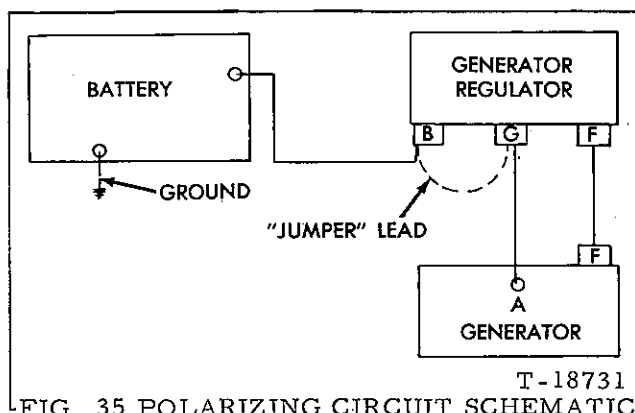 BATTERY
GENERATOR
REGULATOR
B G F
GROUND
"JUMPER" LEAD
F
A
GENERATOR
T-18731
FIG. 35 POLARIZING CIRCUIT SCHEMATIC